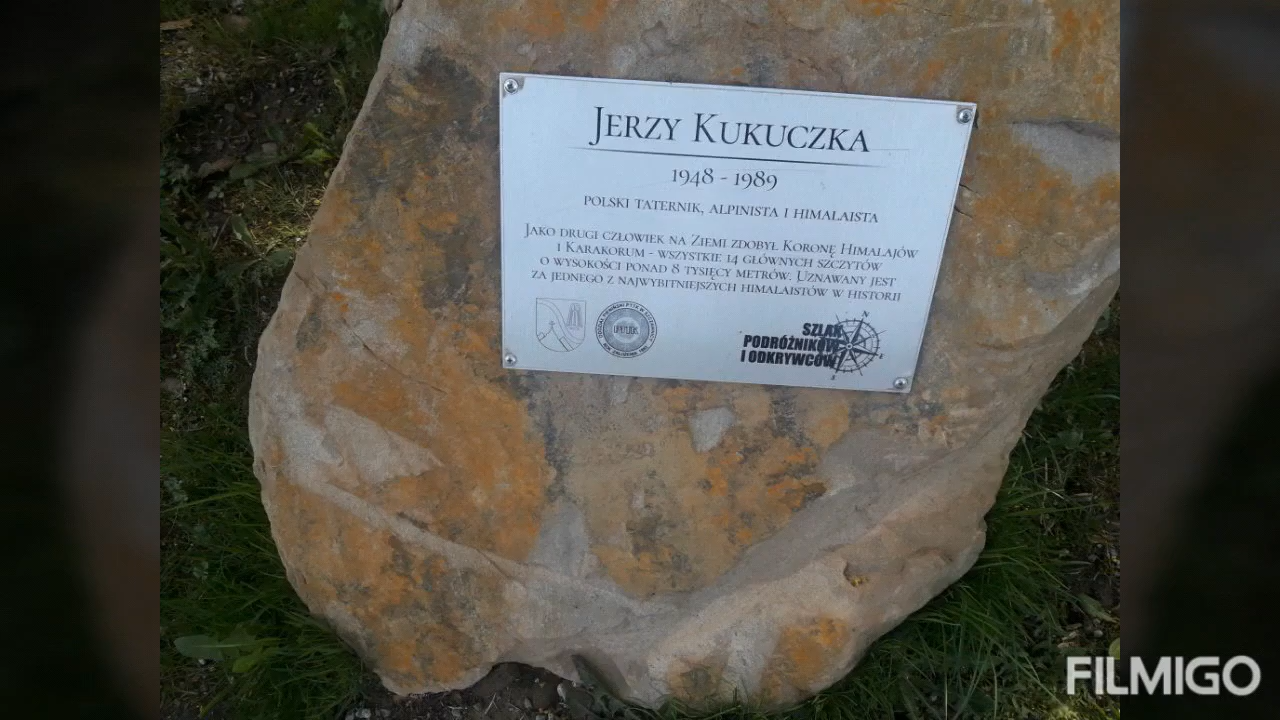 Jerzy Kukuczka
1948 - 1989
polski taternik, alpinista i himalaista
Jako drugi człowiek na Ziemi zdobył Koronę Himalajów
i Karakorum - wszystkie 14 głównych szczytów
o wysokości ponad 8 tysięcy metrów. Uznawany jest
za jednego z najwybitniejszych himalaistów w historii
PTTK
N
SZLAK
PODRÓŻNIKÓW
I ODKRYWCÓW
S
FILMIGO